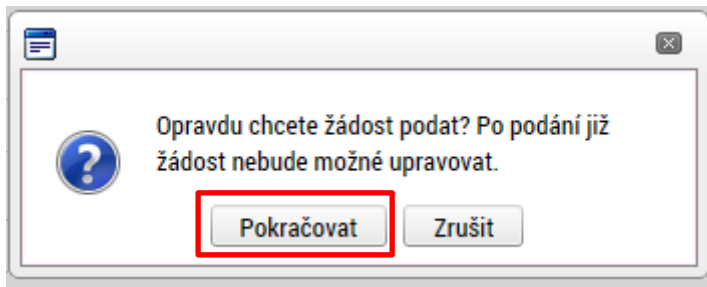 Opravdu chcete žádost podat? Po podání již
žádost nebude možné upravovat.
Pokračovat
Zrušit